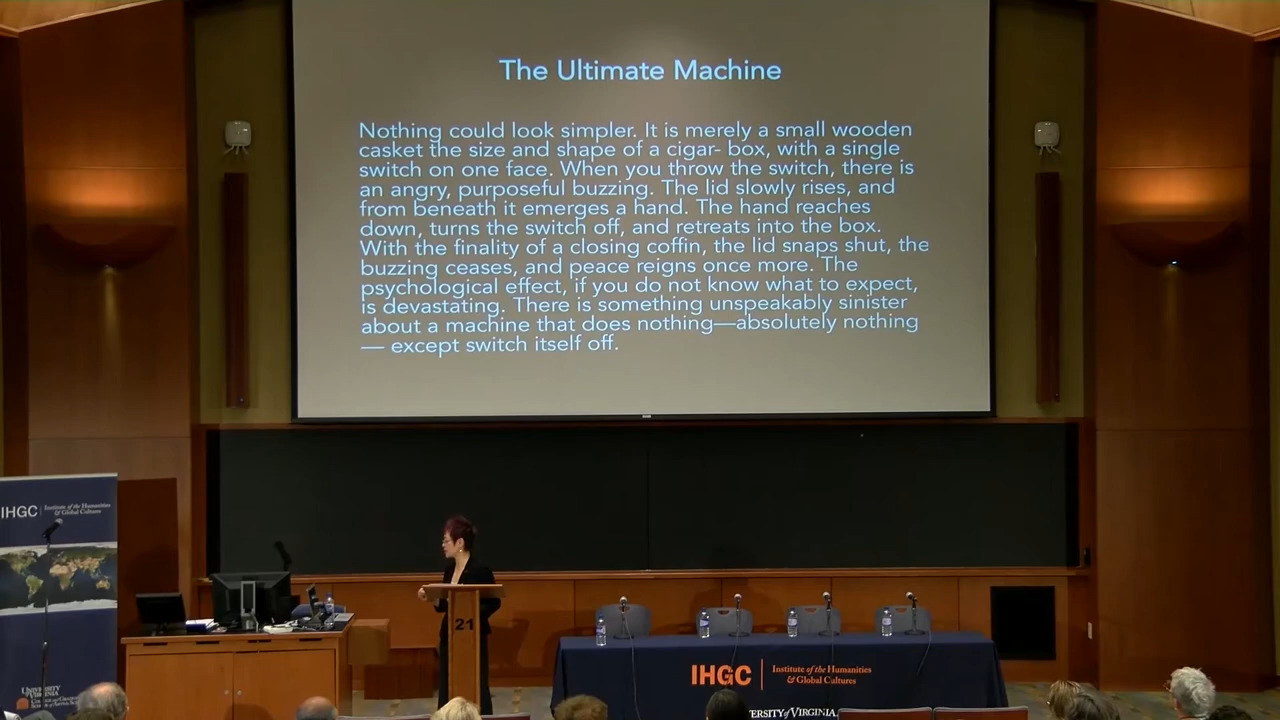 The Ultimate Machine
Nothing could look simpler. It is merely a small wooden
casket the size and shape of a cigar- box, with a single
switch on one face. When you throw the switch, there is
an angry, purposeful buzzing. The lid slowly rises, and
from beneath it emerges a hand. The hand reaches
down, turns the switch off, and retreats into the box.
With the finality of a closing coffin, the lid snaps shut, the
buzzing ceases, and peace reigns once more. The
psychological effect, if you do not know what to expect,
is devastating. There is something unspeakably sinister
about a machine that does nothing—absolutely nothing
— except switch itself off.
IHGC
Institute of the Humanities
& Global Cultures
UNIVERSITY
VIRGINIA
21
IHGC
Institute of the Humanities
& Global Cultures
ERSITY of VIRGINIA